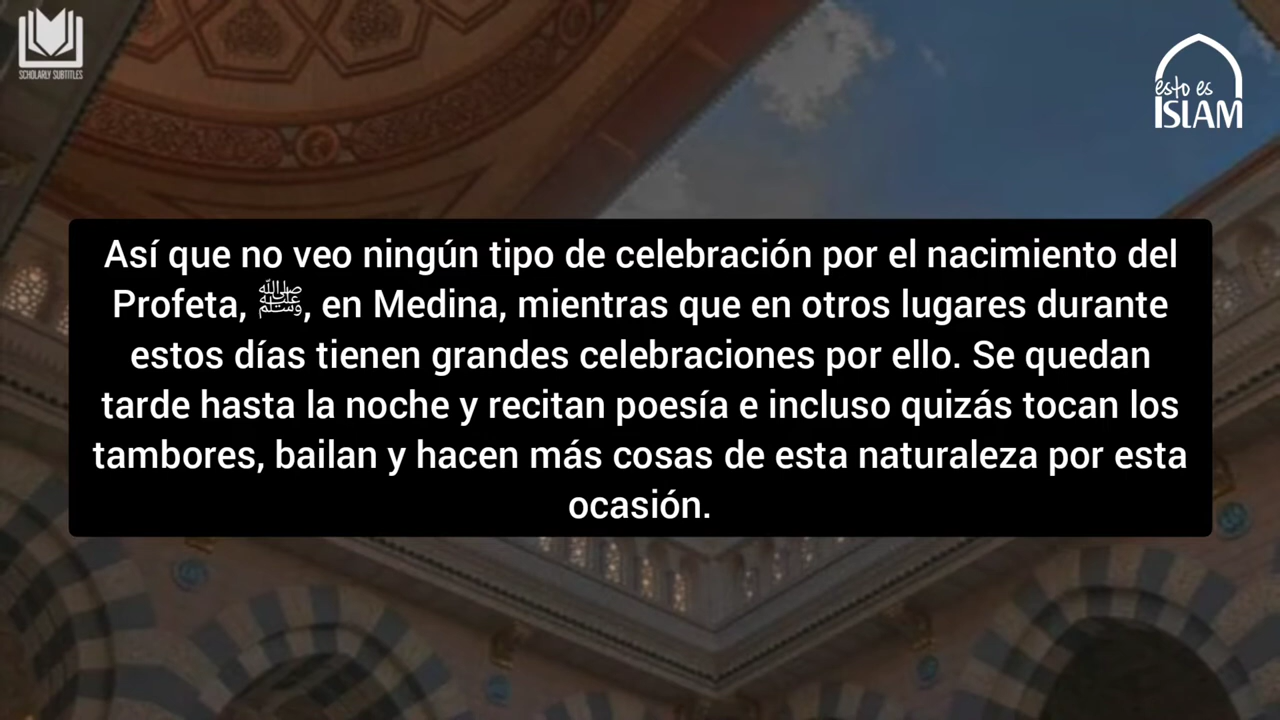 SCHOLARLY SUBTITLES
esto es
ISLAM
Así que no veo ningún tipo de celebración por el nacimiento del
Profeta, ﷺ, en Medina, mientras que en otros lugares durante
estos días tienen grandes celebraciones por ello. Se quedan
tarde hasta la noche y recitan poesía e incluso quizás tocan los
tambores, bailan y hacen más cosas de esta naturaleza por esta
ocasión.